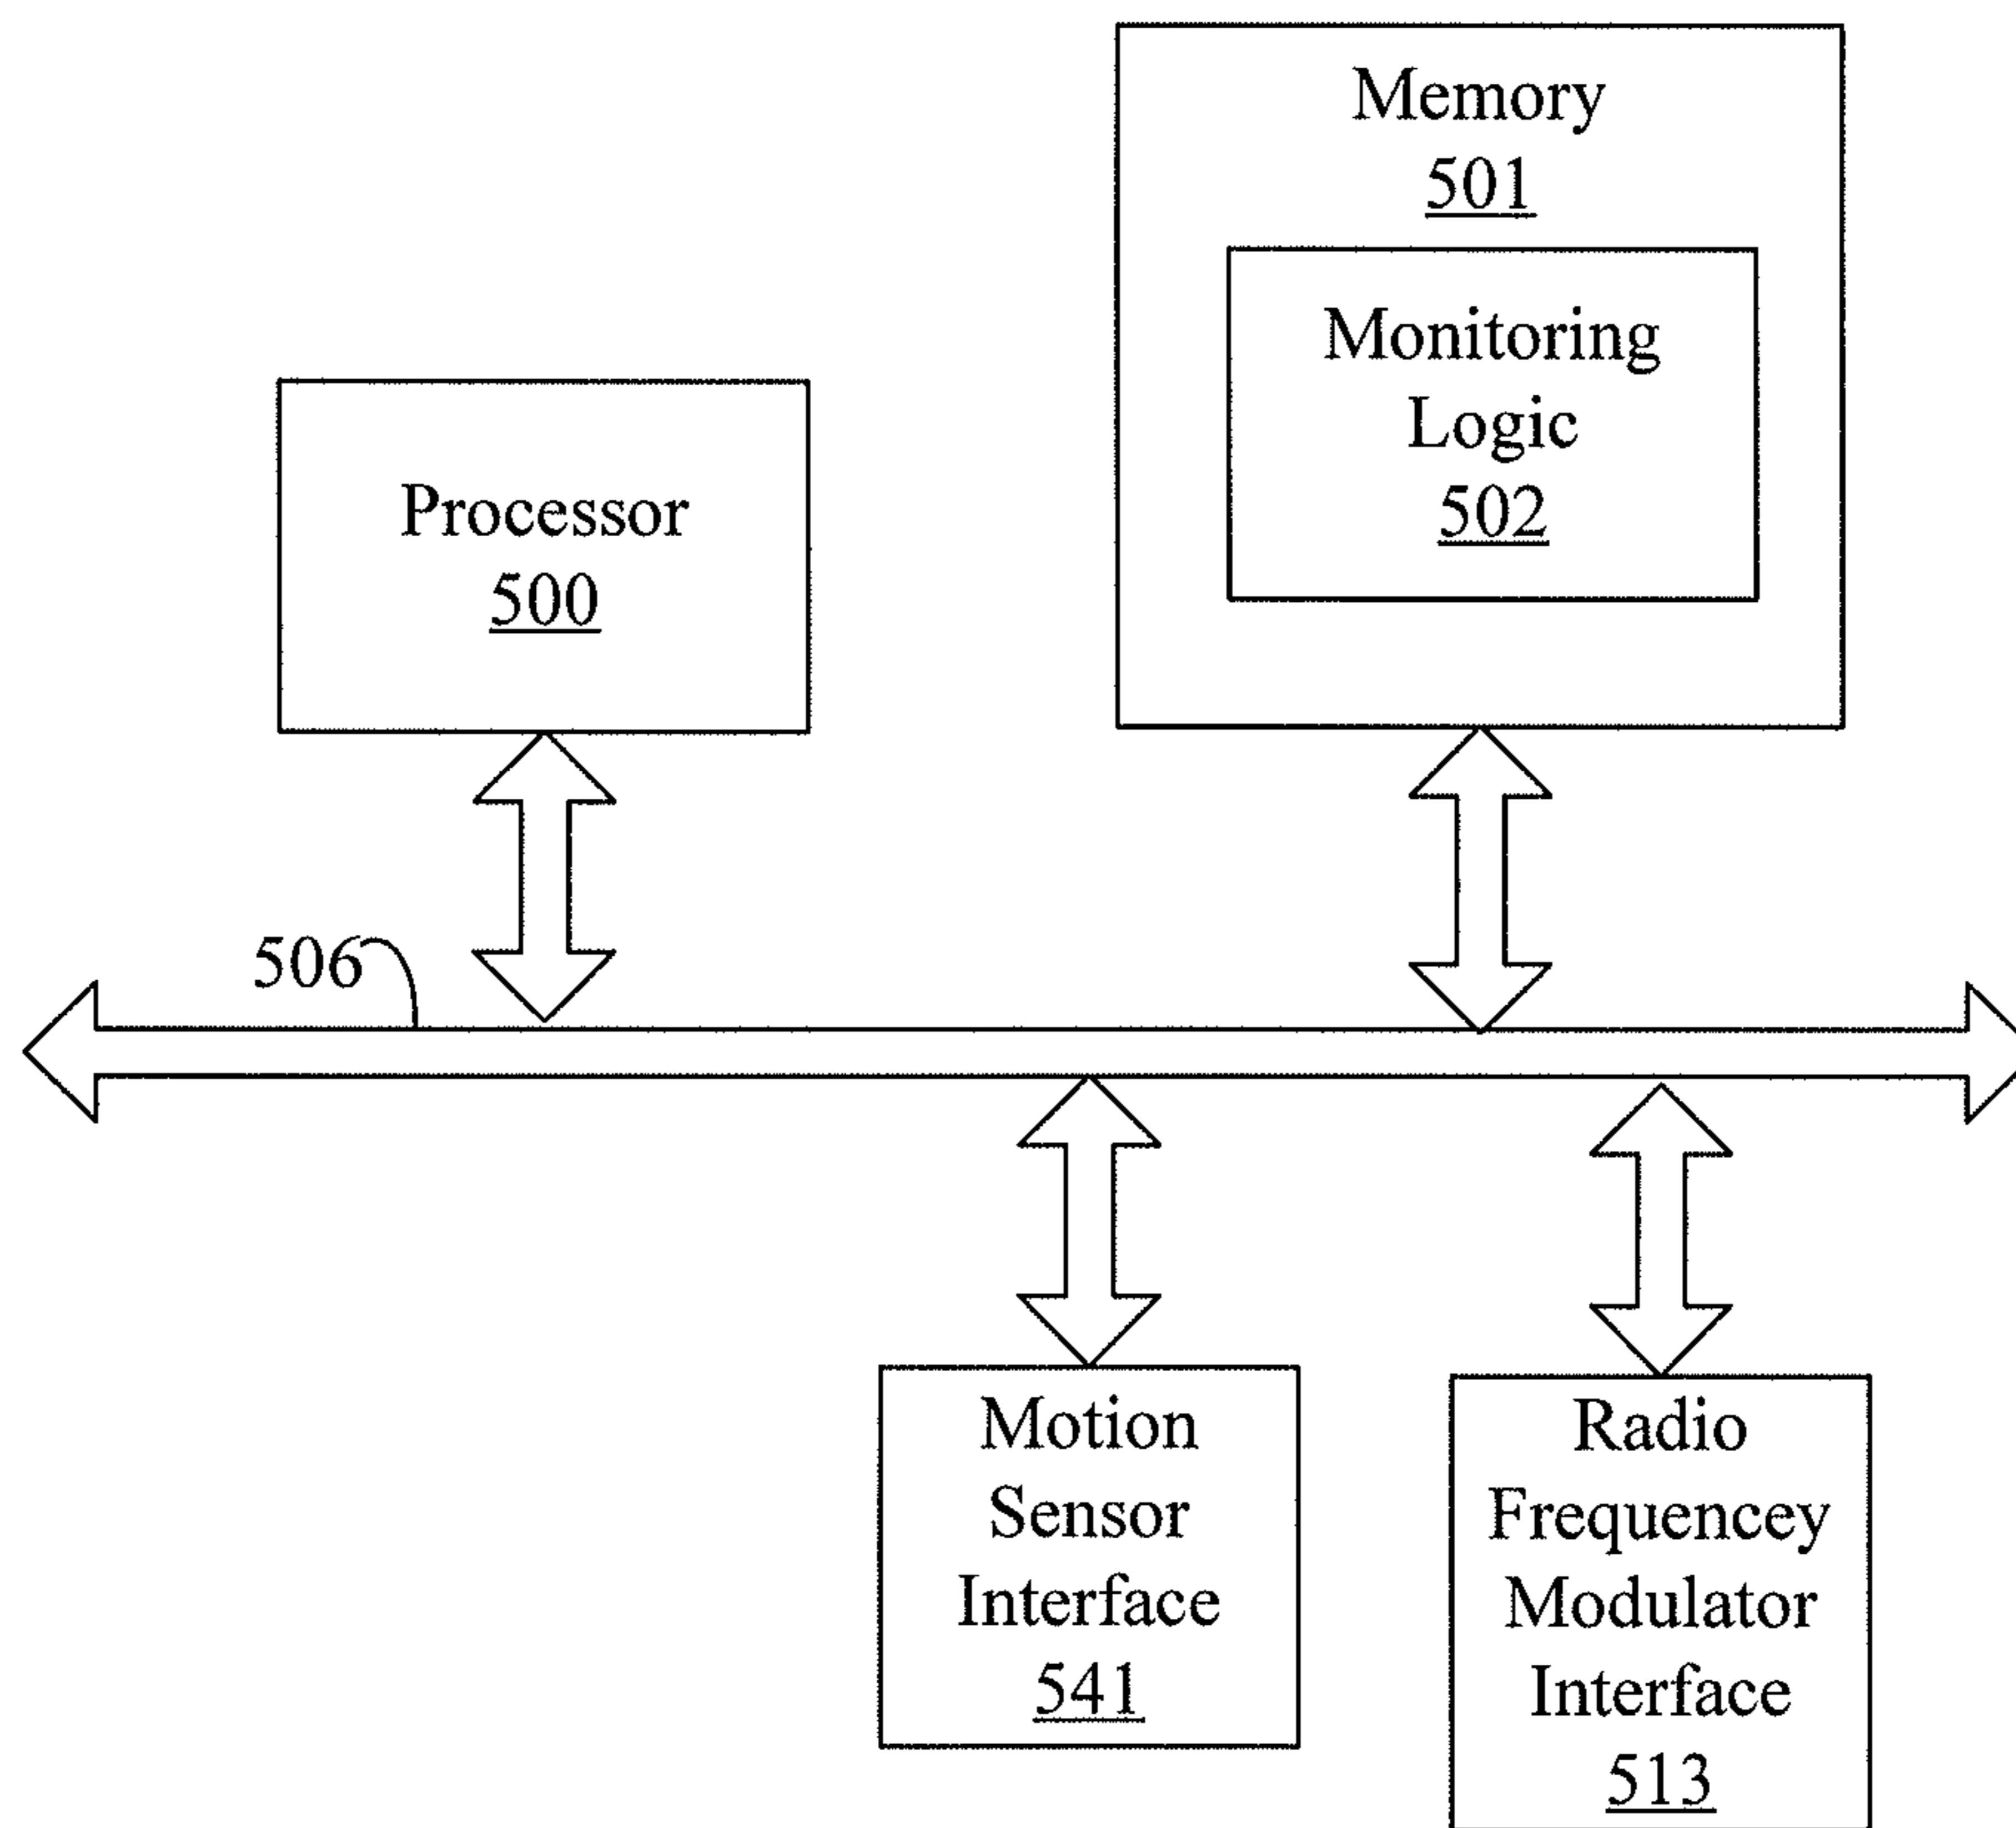 Memory
501
Monitoring
Logic
502
Processor
500
506
Motion
Sensor
Interface
541
Radio
Frequencey
Modulator
Interface
513